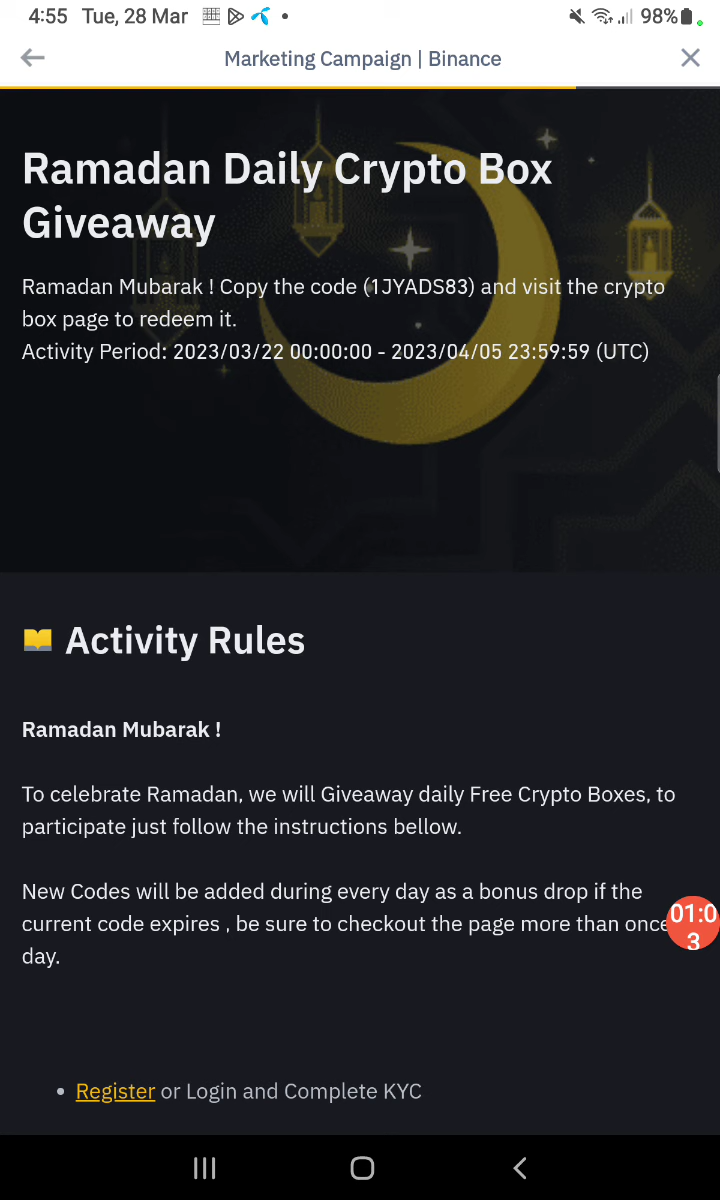 4:55 Tue, 28 Mar 98%
Marketing Campaign | Binance
Ramadan Daily Crypto Box
Giveaway
Ramadan Mubarak ! Copy the code (1JYADS83) and visit the crypto
box page to redeem it.
Activity Period: 2023/03/22 00:00:00 - 2023/04/05 23:59:59 (UTC)
Activity Rules
Ramadan Mubarak !
To celebrate Ramadan, we will Giveaway daily Free Crypto Boxes, to
participate just follow the instructions bellow.
New Codes will be added during every day as a bonus drop if the
current code expires , be sure to checkout the page more than once
day.
01:0
3
• Register or Login and Complete KYC